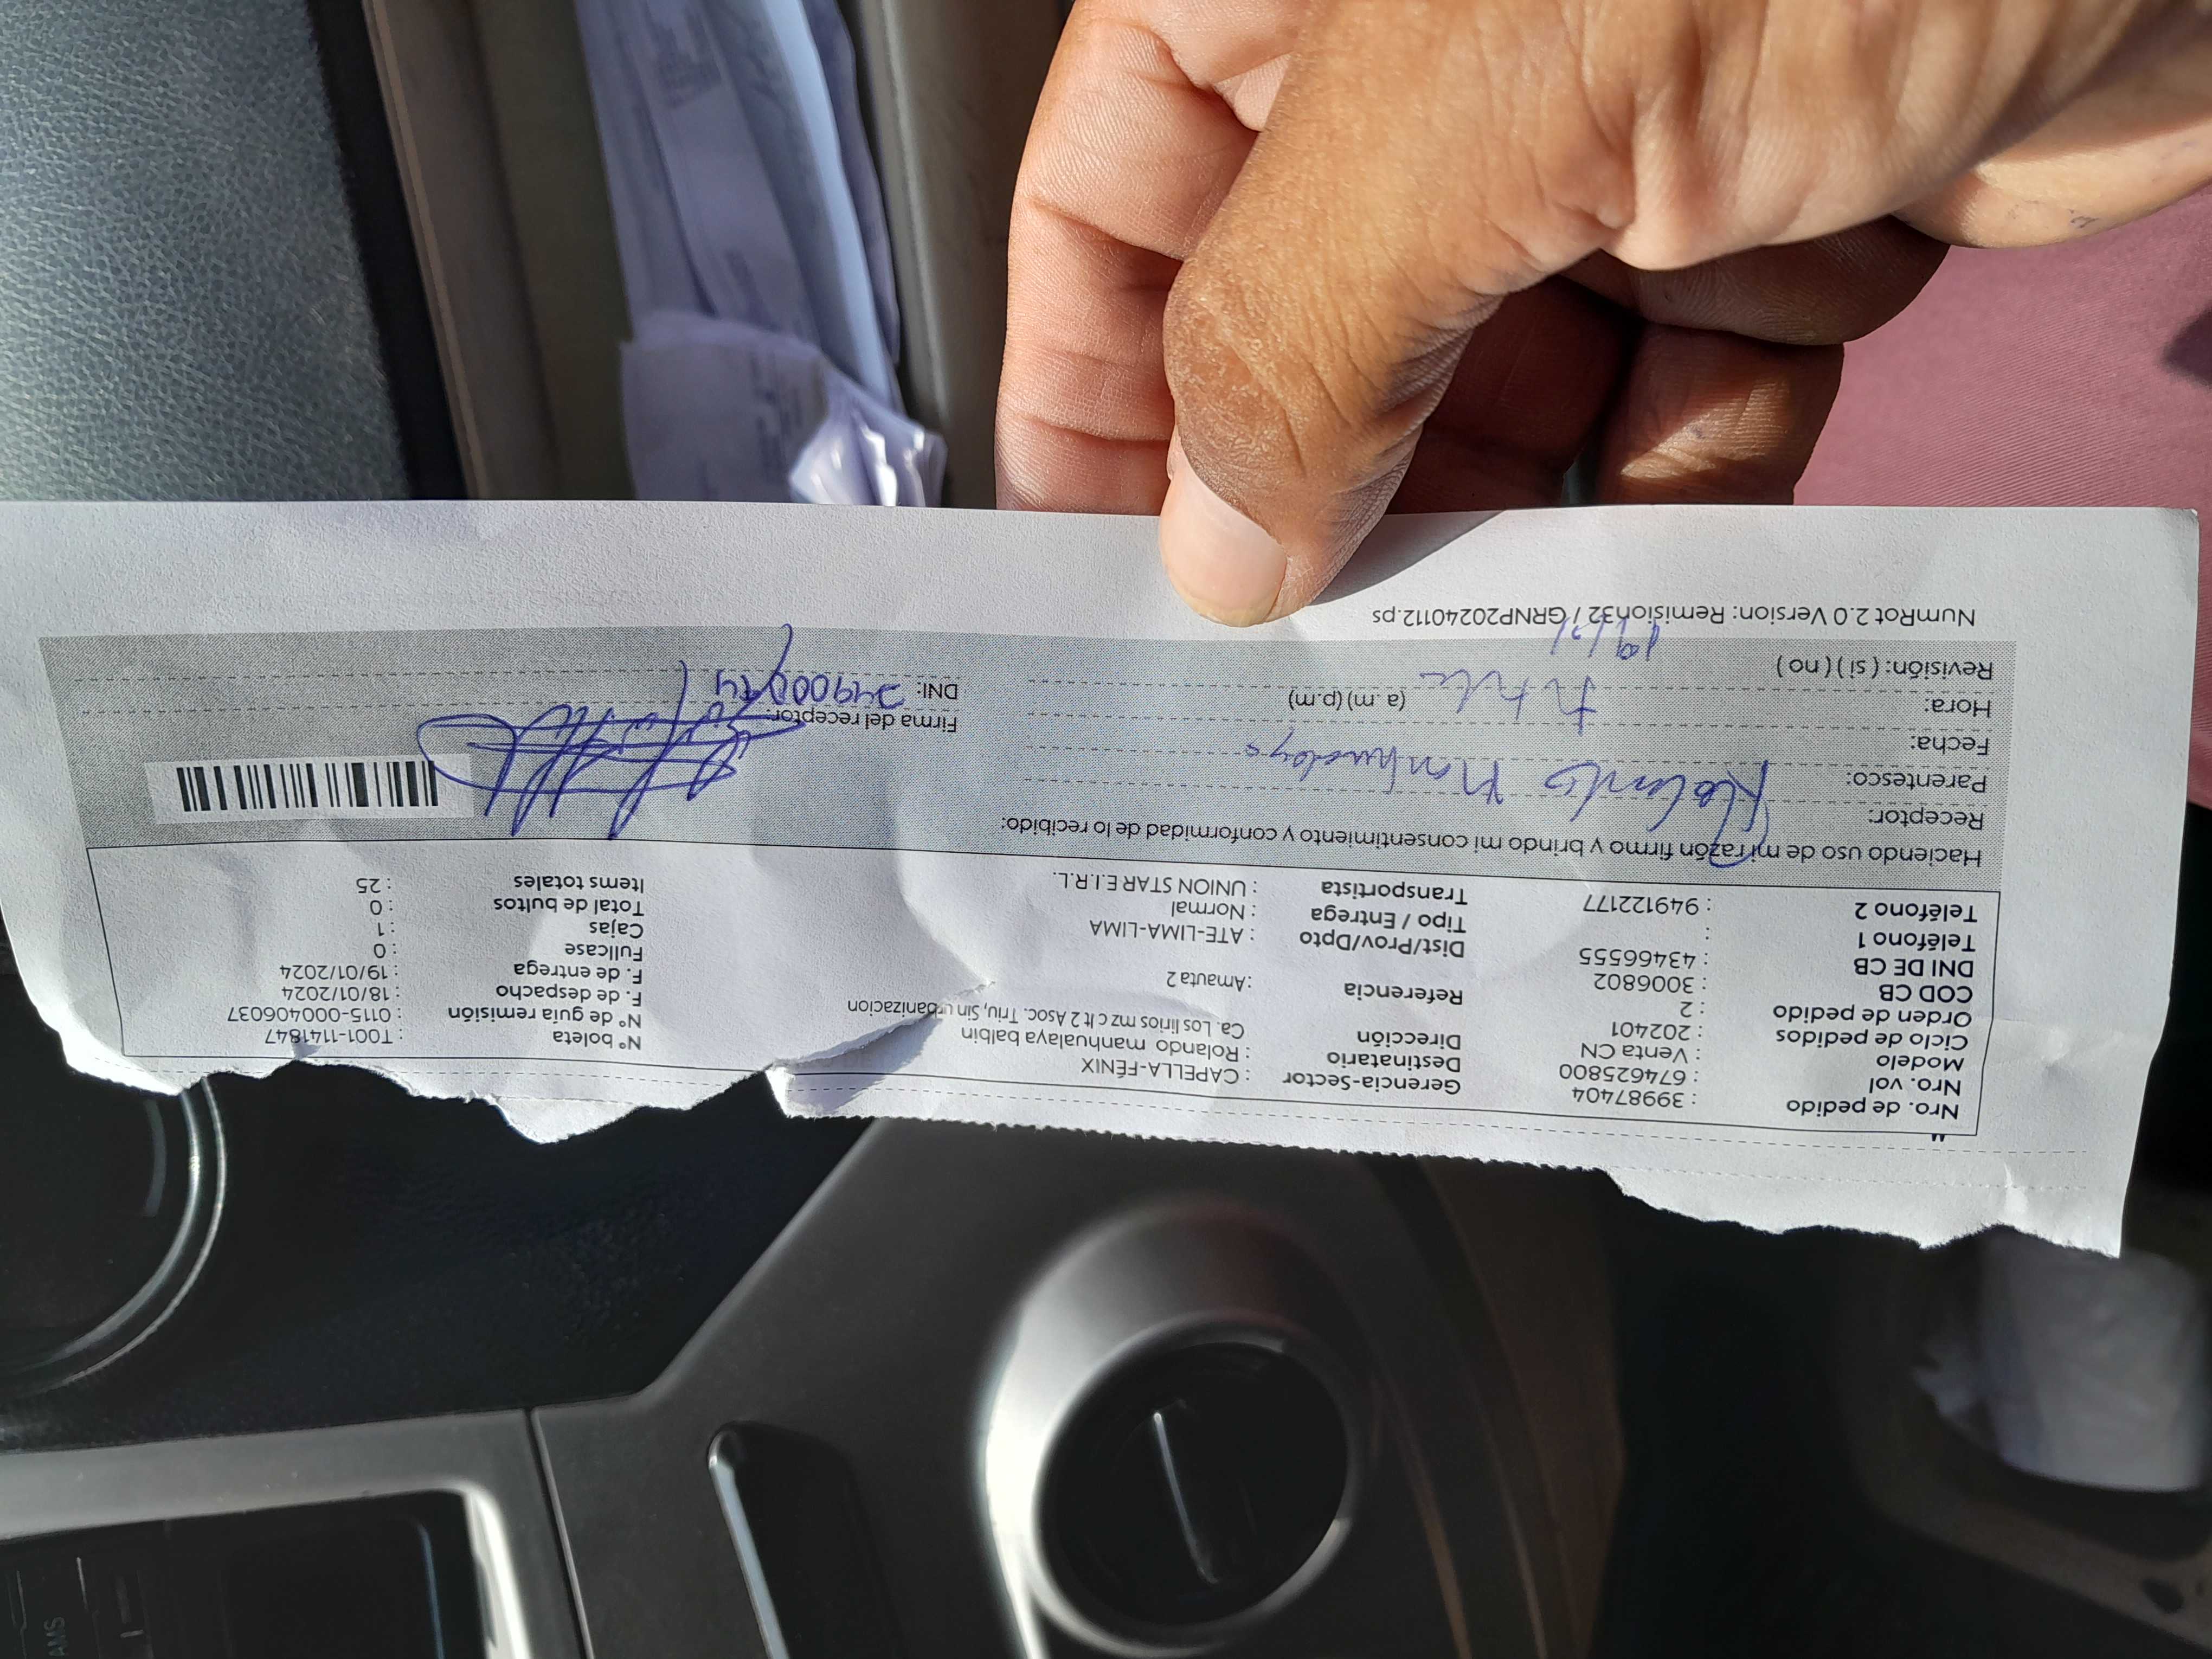 Nro. de pedido : 39987404 Gerencia-Sector : CAPELLA-FÉNIX Nº boleta : T001-11418147
Nro. vol : 674625800 Destinatario : Rolando manhualaya balbin Nº de guía remisión : 0115-000406037
Modelo : Venta CN Dirección Ca. Los lirios mz c lt 2 Asoc. Triu, Sin urbanizacion F. de despacho : 18/01/2024
Ciclo de pedidos : 202401 Referencia : Amauta 2 F. de entrega : 19/01/2024
Orden de pedido : 2 Dist/Prov/Dpto : ATE-LIMA-LIMA Fullcase : 0
COD CB : 3006802 Tipo / Entrega : Normal Cajas : 1
DNI DE CB : 43466555 Transportista : UNION STAR E.I.R.L. Total de bultos : 0
Teléfono 1 : Items totales : 25
Teléfono 2 : 949122177
Haciendo uso de mi razón firmo y brindo mi consentimiento y conformidad de lo recibido:
Receptor: Rolando
Parentesco:
Fecha: Firma del receptor:
Hora: (a .m) (p.m) DNI:
Revisión: ( si ) ( no )
NumRot 2.0 Version: Remision32 / GRNP20240112.ps